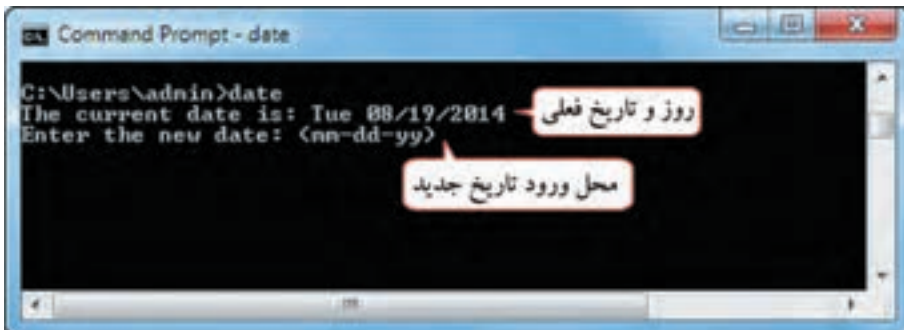 Command Prompt - date
C:\Users\admin>date
The current date is: Tue 08/19/2014
روز و تاریخ فعلی
Enter the new date: (mm-dd-yy)
محل ورود تاریخ جدید